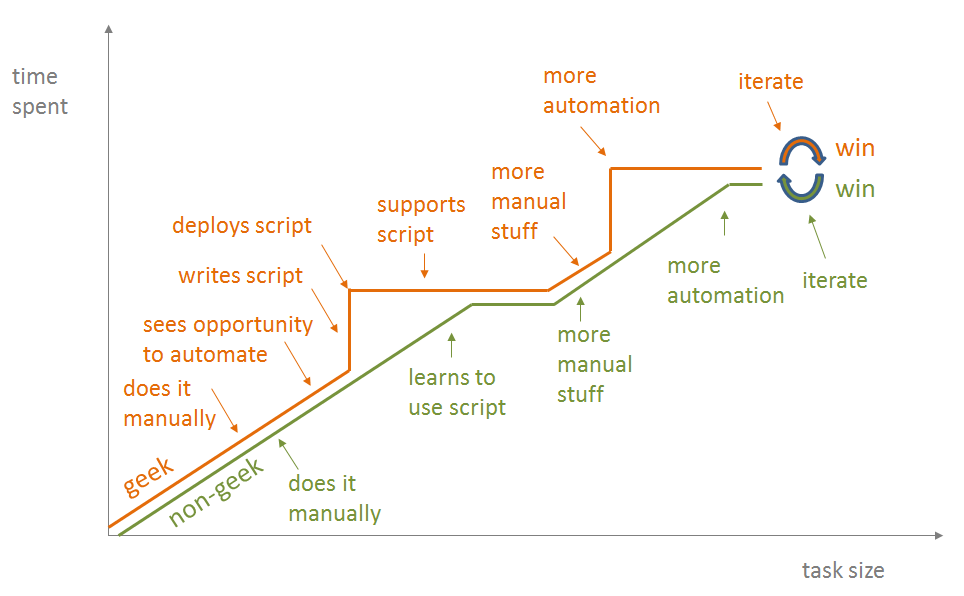 time
spent
more
automation
iterate
win
win
more
manual
stuff
supports
script
deploys script
writes script
sees opportunity
to automate
does it
manually
geek
non-geek
does it
manually
learns to
use script
more
manual
stuff
more
automation
iterate
task size